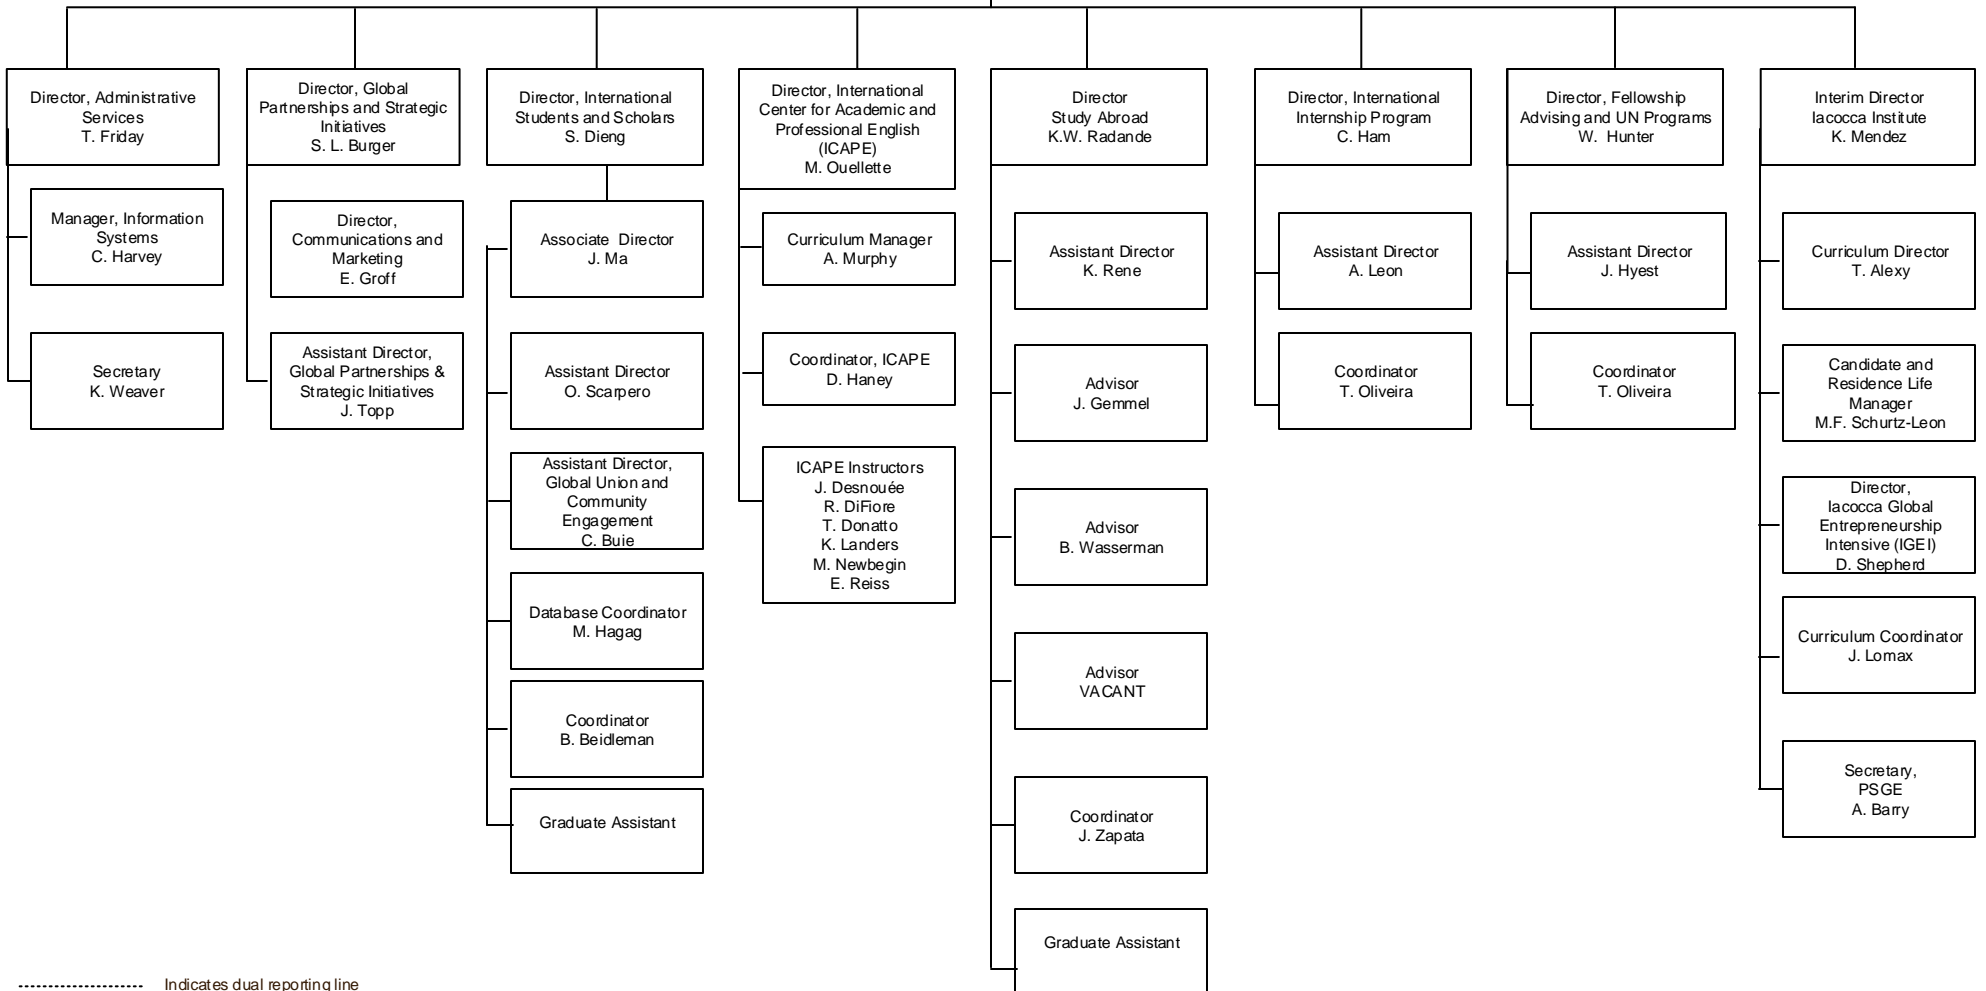 Director, Administrative
Services
T. Friday
Manager, Information
Systems
C. Harvey
Secretary
K. Weaver
Director, Global
Partnerships and Strategic
Initiatives
S. L. Burger
Director,
Communications and
Marketing
E. Groff
Assistant Director,
Global Partnerships &
Strategic Initiatives
J. Topp
Director, International
Students and Scholars
S. Dieng
Associate Director
J. Ma
Assistant Director
O. Scarpero
Assistant Director,
Global Union and
Community
Engagement
C. Buie
Database Coordinator
M. Hagag
Coordinator
B. Beidleman
Graduate Assistant
Director, International
Center for Academic and
Professional English
(ICAPE)
M. Ouellette
Curriculum Manager
A. Murphy
Coordinator, ICAPE
D. Haney
ICAPE Instructors
J. Desnouée
R. DiFiore
T. Donatto
K. Landers
M. Newbegin
E. Reiss
Director
Study Abroad
K.W. Radande
Assistant Director
K. Rene
Advisor
J. Gemmel
Advisor
B. Wasserman
Advisor
VACANT
Coordinator
J. Zapata
Graduate Assistant
Director, International
Internship Program
C. Ham
Assistant Director
A. Leon
Coordinator
T. Oliveira
Director, Fellowship
Advising and UN Programs
W. Hunter
Assistant Director
J. Hyest
Coordinator
T. Oliveira
Interim Director
Iacocca Institute
K. Mendez
Curriculum Director
T. Alexy
Candidate and
Residence Life
Manager
M.F. Schurtz-Leon
Director,
Iacocca Global
Entrepreneurship
Intensive (IGEI)
D. Shepherd
Curriculum Coordinator
J. Lomax
Secretary,
PSGE
A. Barry
Indicates dual reporting line